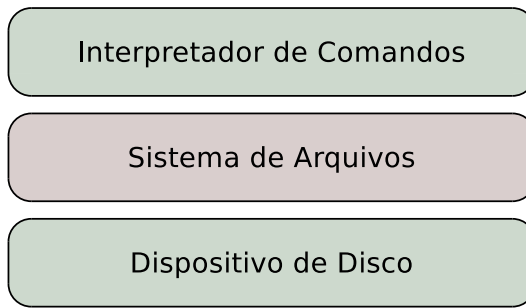 Interpretador de Comandos
Sistema de Arquivos
Dispositivo de Disco